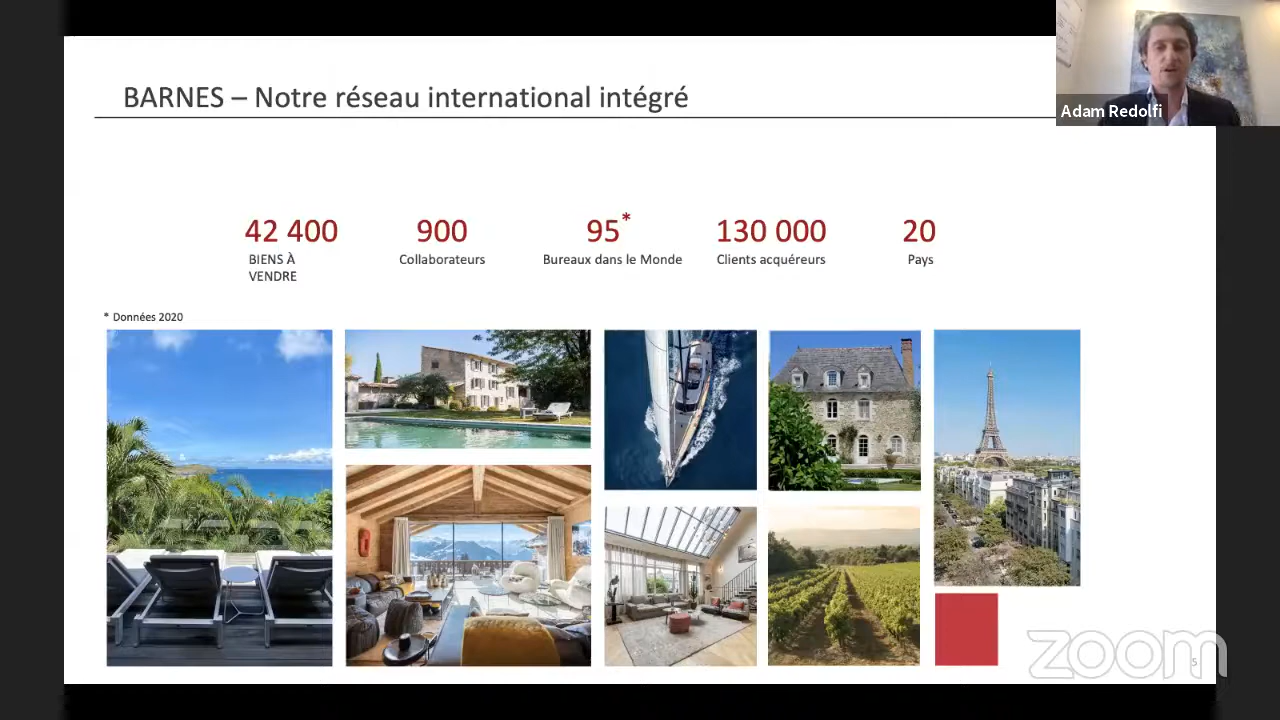 BARNES – Notre réseau international intégré
Adam Redolfi
42 400
BIENS À
VENDRE
900
Collaborateurs
95*
Bureaux dans le Monde
130 000
Clients acquéreurs
20
Pays
* Données 2020
zoom
5